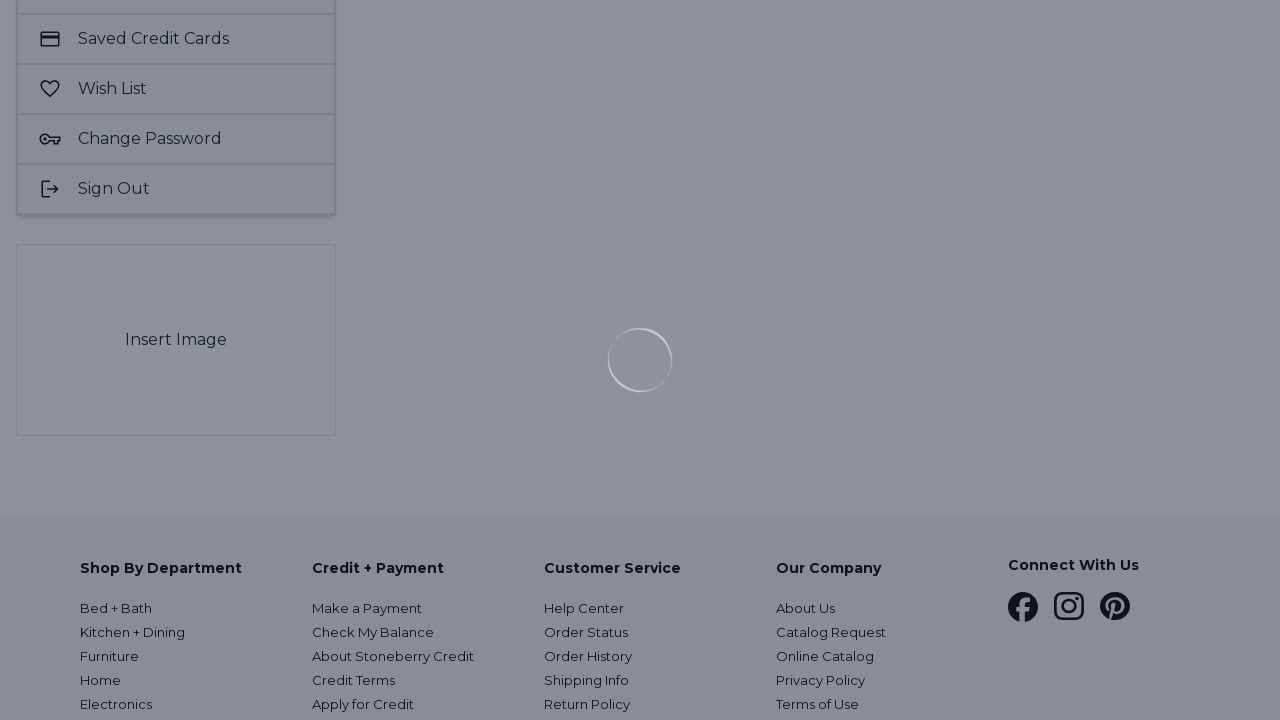 Saved Credit Cards
Wish List
Change Password
Sign Out
Insert Image
Shop By Department
Bed + Bath
Kitchen + Dining
Furniture
Home
Electronics
Credit + Payment
Make a Payment
Check My Balance
About Stoneberry Credit
Credit Terms
Apply for Credit
Customer Service
Help Center
Order Status
Order History
Shipping Info
Return Policy
Our Company
About Us
Catalog Request
Online Catalog
Privacy Policy
Terms of Use
Connect With Us